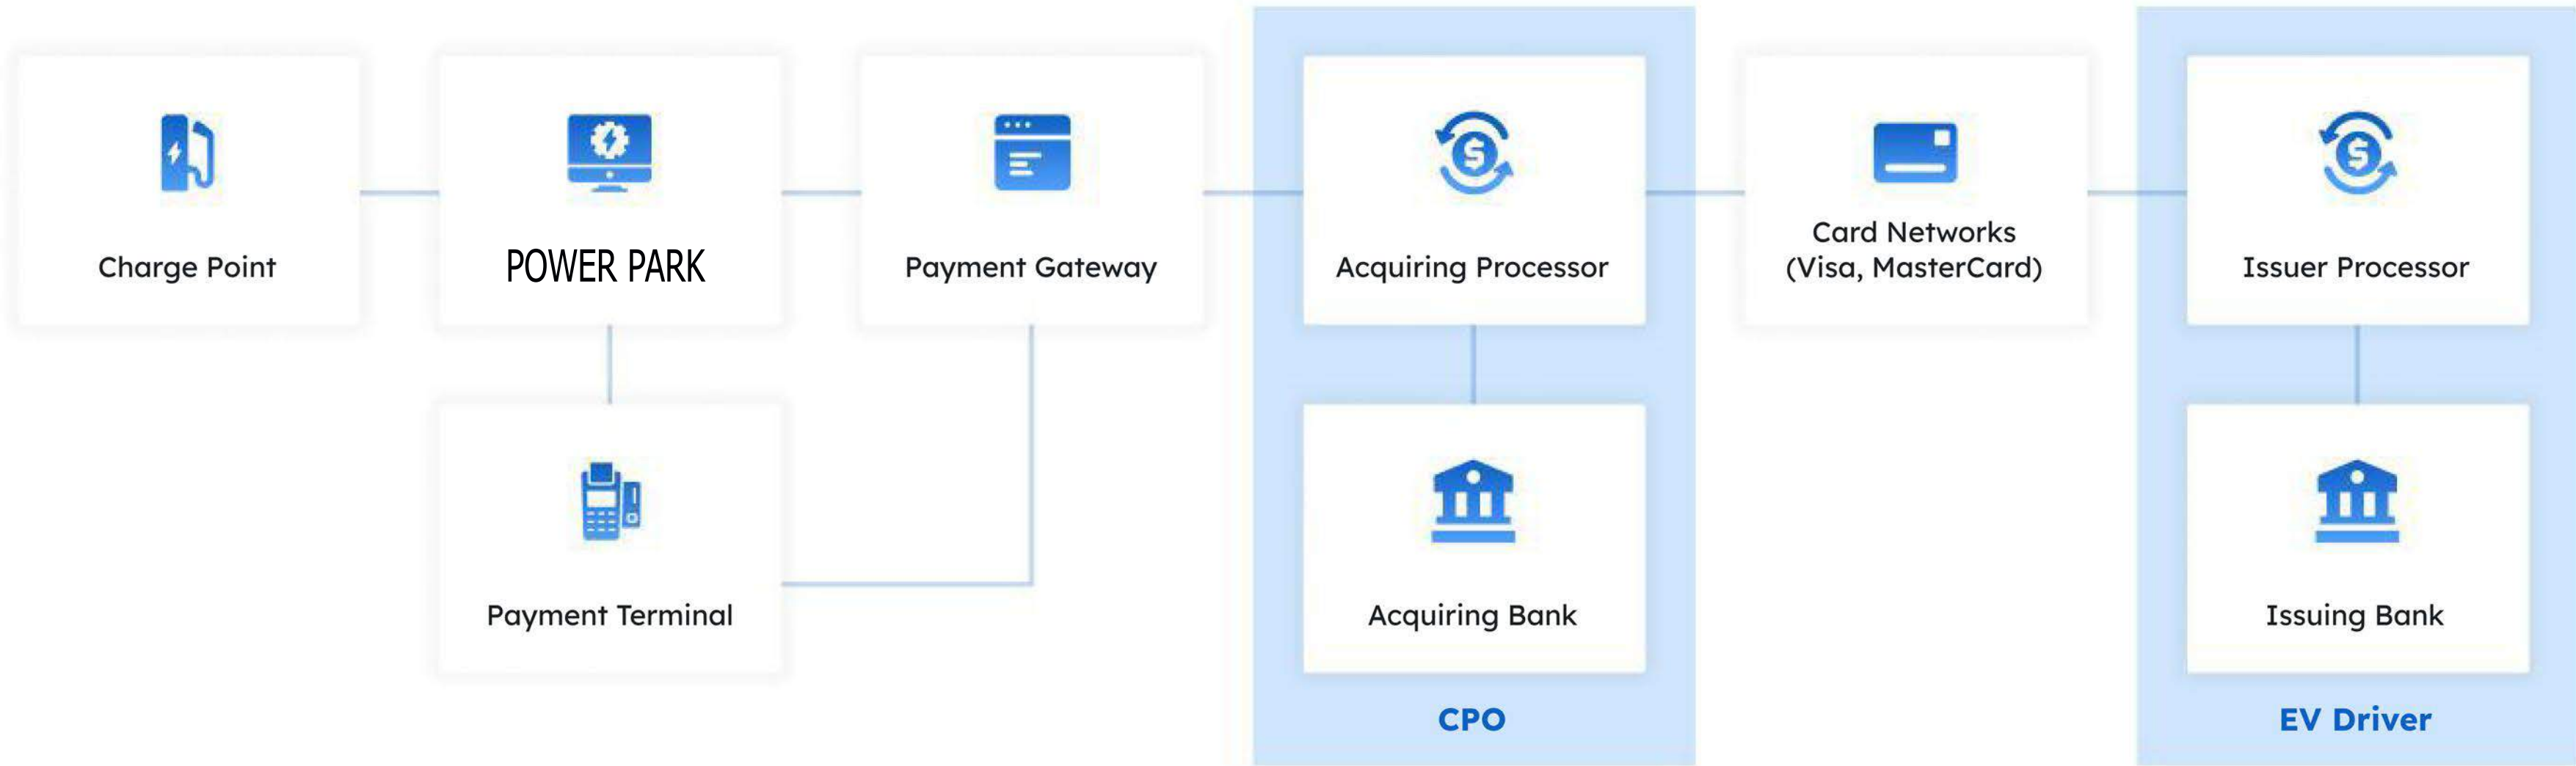 Charge Point
POWER PARK
Payment Gateway
Acquiring Processor
Card Networks
(Visa, MasterCard)
Issuer Processor
Payment Terminal
Acquiring Bank
Issuing Bank
CPO
EV Driver